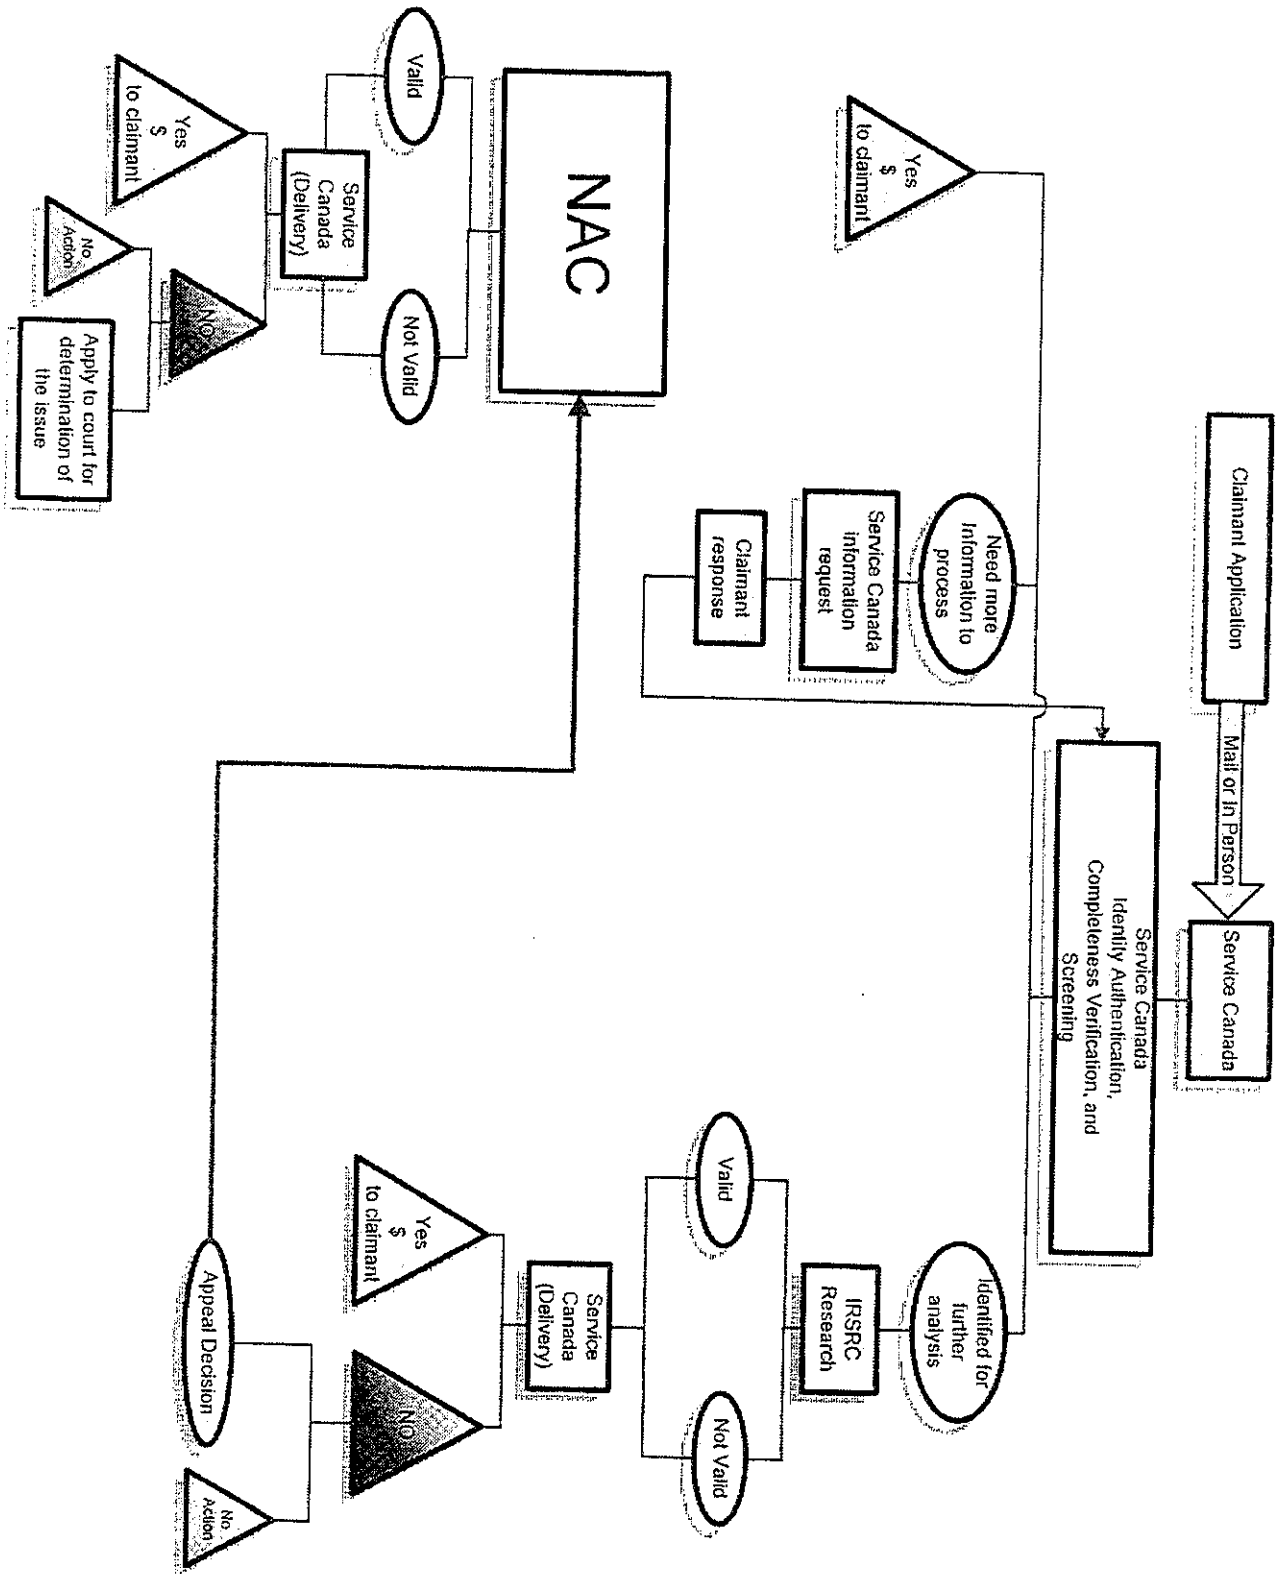 Claimant Application
Mail or In Person
Service Canada
Service Canada
Identity Authentication,
Completeness Verification, and
Screening
Yes
$
to claimant
Need more
Information to
process
Service Canada
information
request
Claimant
response
Identified for
further
analysis
IRSRC
Research
Valid
Not Valid
Service
Canada
(Delivery)
Yes
$
to claimant
NO
Appeal Decision
No
Action
NAC
Valid
Not Valid
Service
Canada
(Delivery)
Yes
$
to claimant
NO
No
Action
Apply to court for
determination of
the issue